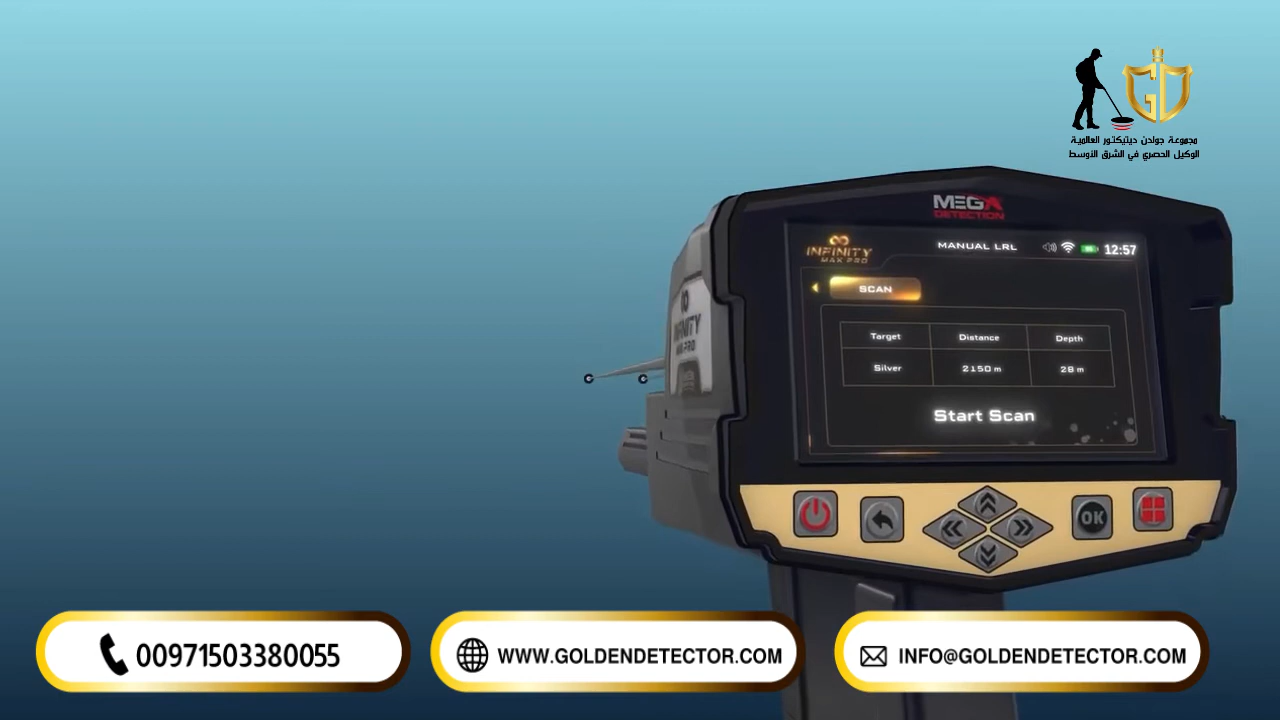 GD
مجموعة جولدن ديتيكتور العالمية
الوكيل الحصري في الشرق الأوسط
MEGA
DETECTION
INFINITY
MAX PRO
MANUAL LRL
12:57
SCAN
Target Distance Depth
Silver 2150 m 28 m
Start Scan
OK
INFINITY
MAX PRO
00971503380055
WWW.GOLDENDETECTOR.COM
INFO@GOLDENDETECTOR.COM